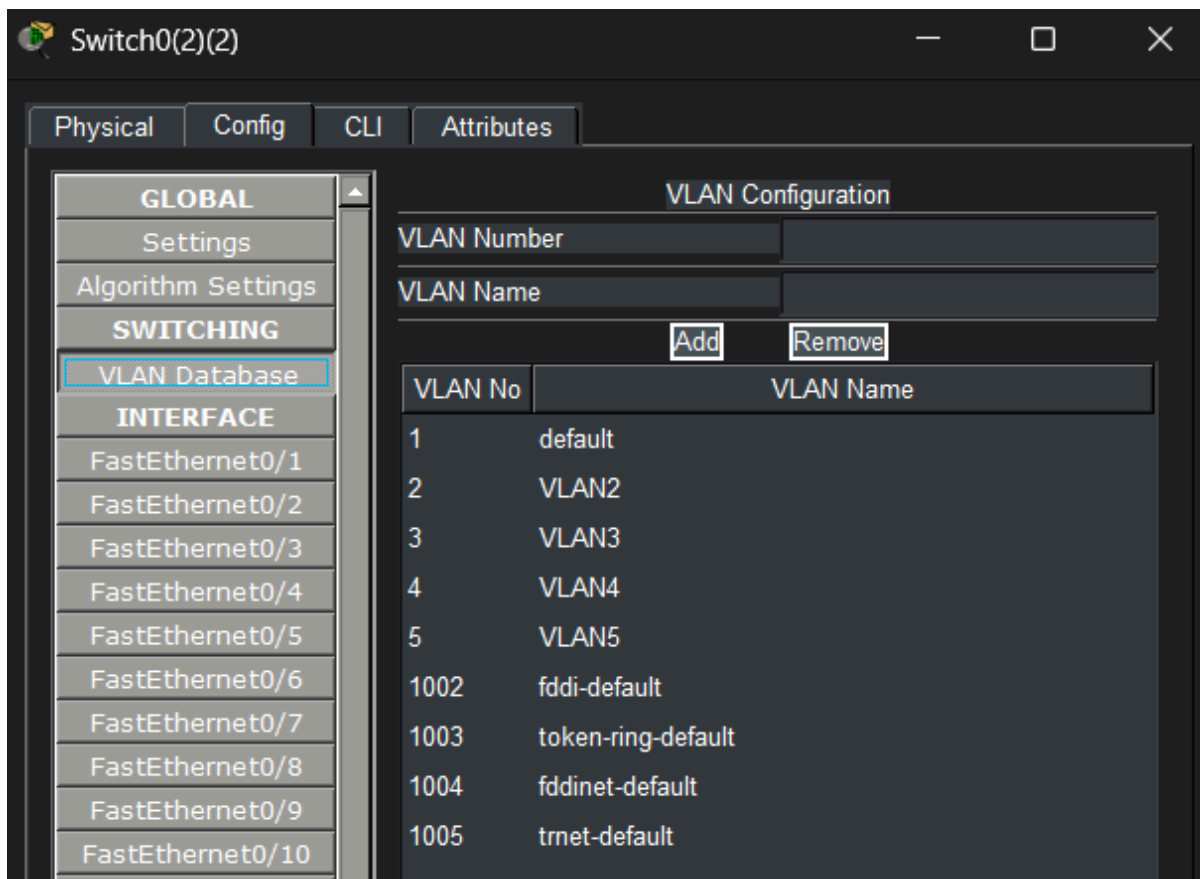 Switch0(2)(2)
Physical Config CLI Attributes
GLOBAL
Settings
Algorithm Settings
SWITCHING
VLAN Database
INTERFACE
FastEthernet0/1
FastEthernet0/2
FastEthernet0/3
FastEthernet0/4
FastEthernet0/5
FastEthernet0/6
FastEthernet0/7
FastEthernet0/8
FastEthernet0/9
FastEthernet0/10
VLAN Configuration
VLAN Number
VLAN Name
Add Remove
VLAN No VLAN Name
1 default
2 VLAN2
3 VLAN3
4 VLAN4
5 VLAN5
1002 fddi-default
1003 token-ring-default
1004 fddinet-default
1005 trnet-default